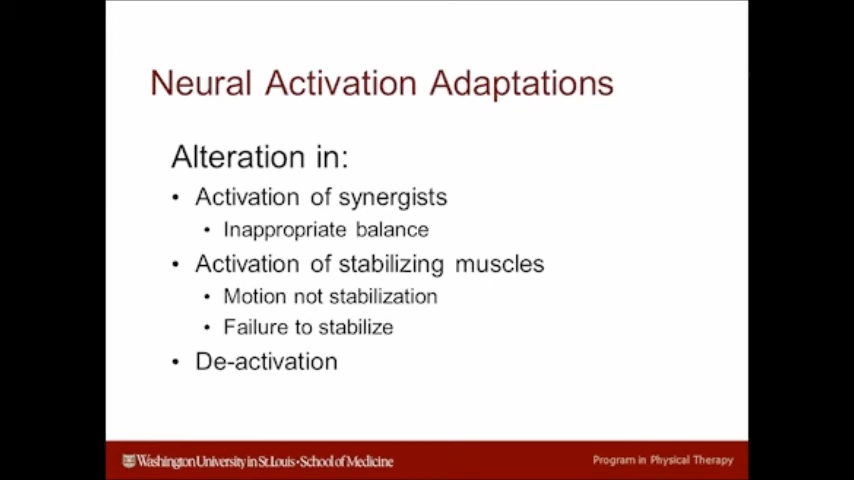 Neural Activation Adaptations
Alteration in:
• Activation of synergists
• Inappropriate balance
• Activation of stabilizing muscles
• Motion not stabilization
• Failure to stabilize
• De-activation
Washington University in St. Louis • School of Medicine
Program in Physical Therapy